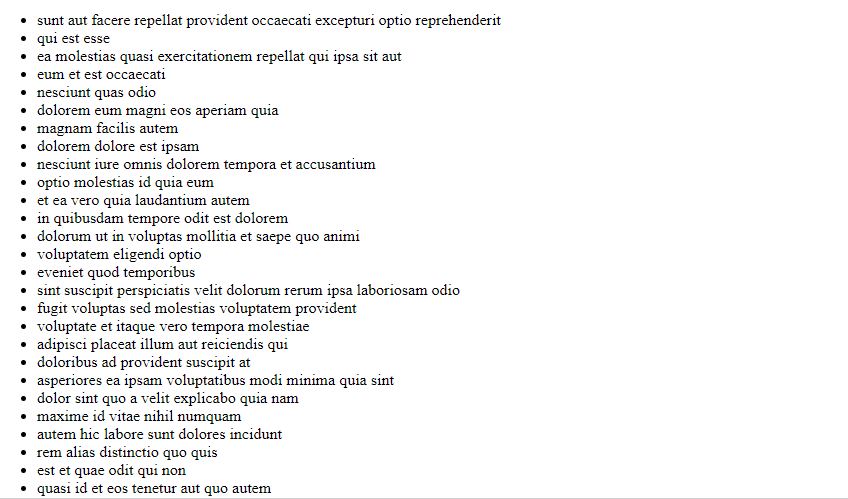 sunt aut facere repellat provident occaecati excepturi optio reprehenderit
qui est esse
ea molestias quasi exercitationem repellat qui ipsa sit aut
eum et est occaecati
nesciunt quas odio
dolorem eum magni eos aperiam quia
magnam facilis autem
dolorem dolore est ipsam
nesciunt iure omnis dolorem tempora et accusantium
optio molestias id quia eum
et ea vero quia laudantium autem
in quibusdam tempore odit est dolorem
dolorum ut in voluptas mollitia et saepe quo animi
voluptatem eligendi optio
eveniet quod temporibus
sint suscipit perspiciatis velit dolorum rerum ipsa laboriosam odio
fugit voluptas sed molestias voluptatem provident
voluptate et itaque vero tempora molestiae
adipisci placeat illum aut reiciendis qui
doloribus ad provident suscipit at
asperiores ea ipsam voluptatibus modi minima quia sint
dolor sint quo a velit explicabo quia nam
maxime id vitae nihil numquam
autem hic labore sunt dolores incidunt
rem alias distinctio quo quis
est et quae odit qui non
quasi id et eos tenetur aut quo autem